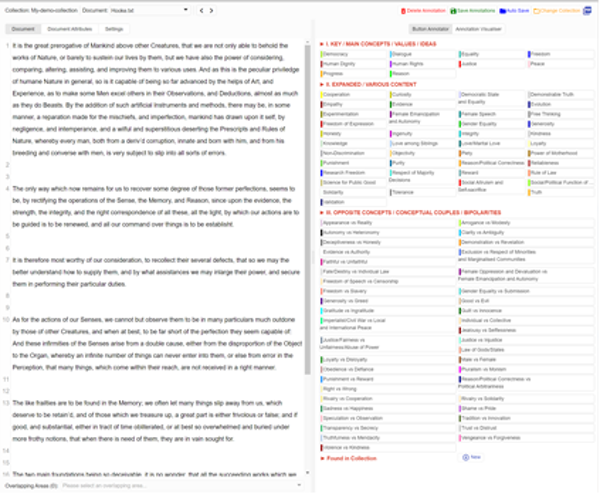 Collection: My-demo-collection Document: Hooke.txt
Delete Annotation Save Annotations Auto Save Change Collection
Document Document Attributes Settings
Button Annotator Annotation Visualiser
1 It is the great prerogative of Mankind above other Creatures, that we are not only able to behold the
works of Nature, or barely to sustain our lives by them, but we have also the power of considering,
comparing, altering, assisting, and improving them to various uses. And as this is the peculiar priviledge
of humane Nature in general, so is it capable of being so far advanced by the helps of Art, and
Experience, as to make some Men excel others in their Observations, and Deductions, almost as much
as they do Beasts. By the addition of such artificial Instruments and methods, there may be, in some
manner, a reparation made for the mischiefs, and imperfection, mankind has drawn upon it self, by
negligence, and intemperance, and a wilful and superstitious deserting the Prescripts and Rules of
Nature, whereby every man, both from a deriv'd corruption, innate and born with him, and from his
breeding and converse with men, is very subject to slip into all sorts of errors.
2
3
4 The only way which now remains for us to recover some degree of those former perfections, seems to
be, by rectifying the operations of the Sense, the Memory, and Reason, since upon the evidence, the
strength, the integrity, and the right correspondence of all these, all the light, by which our actions are to
be guided is to be renewed, and all our command over things is to be establisht
5
6
7 It is therefore most worthy of our consideration, to recollect their several defects, that so we may the
better understand how to supply them, and by what assistances we may inlarge their power, and secure
them in performing their particular duties.
8
9
10 As for the actions of our Senses, we cannot but observe them to be in many particulars much outdone
by those of other Creatures, and when at best, to be far short of the perfection they seem capable of:
And these infirmities of the Senses arise from a double cause, either from the disproportion of the Object
to the Organ, whereby an infinite number of things can never enter into them, or else from error in the
Perception, that many things, which come within their reach, are not received in a right manner.
11
12
13 The like frailties are to be found in the Memory; we often let many things slip away from us, which
deserve to be retain'd, and of those which we treasure up, a great part is either frivolous or false; and if
good, and substantial, either in tract of time obliterated, or at best so overwhelmed and buried under
more frothy notions, that when there is need of them, they are in vain sought for.
14
15
16 The two main foundations being so deceivable, it is no wonder, that all the succeeding works which we
Overlapping Areas (0): Please select an overlapping area...
I. KEY / MAIN CONCEPTS / VALUES / IDEAS
Democracy Dialogue Equality Freedom
Human Dignity Human Rights Justice Peace
Progress Reason
II. EXPANDED / VARIOUS CONTENT
Cooperation Curiosity Democratic State and Equality Demonstrable Truth
Empathy Evidence Evolution
Experimentation Female Emancipation and Autonomy Female Speech Free Thinking
Freedom of Expression Gender Equality Generosity
Honesty Ingenuity Integrity Kindness
Knowledge Love among Siblings Love/Marital Love Loyalty
Non-Discrimination Objectivity Piety Power of Motherhood
Punishment Purity Reason/Political Correctness Reliableness
Research Freedom Respect of Majority Decisions Reward Rule of Law
Science for Public Good Social Altruism and Selfsacrifice Social/Political Function of
Solidarity Tolerance Truth
Validation
III. OPPOSITE CONCEPTS / CONCEPTUAL COUPLES / BIPOLARITIES
Appearance vs Reality Arrogance vs Modesty
Autonomy vs Heteronomy Clarity vs Ambiguity
Deceptiveness vs Honesty Demonstration vs Revelation
Evidence vs Authority Exclusion vs Respect of Minorities and Marginalised Communities
Faithful vs Unfaithful
Fate/Destiny vs Individual Law Female Oppression and Devaluation vs Female Emancipation and Autonomy
Freedom of Speech vs Censorship
Freedom vs Slavery Gender Equality vs Submission
Generosity vs Greed Good vs Evil
Gratitude vs Ingratitude Guilt vs Innocence
Imperialist/Civil War vs Local and International Peace Individual vs Collective
Jealousy vs Selflessness
Justice/Fairness vs Unfairness/Abuse of Power Justice vs Injustice
Law of Gods/States
Loyalty vs Disloyalty Male vs Female
Obedience vs Defiance Pluralism vs Monism
Punishment vs Reward Reason/Political Correctness vs Political Arbitrariness
Right vs Wrong
Rivalry vs Cooperation Rivalry vs Solidarity
Sadness vs Happiness Shame vs Pride
Speculation vs Observation Tradition vs Innovation
Transparency vs Secrecy Trust vs Distrust
Truthfulness vs Mendacity Vengeance vs Forgiveness
Violence vs Kindness
Found in Collection New